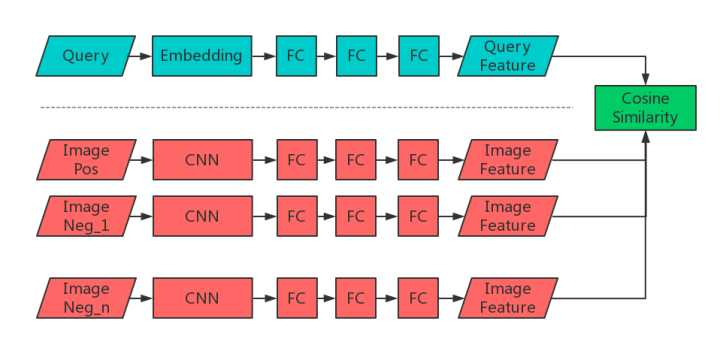 Query
Embedding
FC
FC
FC
Query
Feature
Cosine
Similarity
Image
Pos
CNN
FC
FC
FC
Image
Feature
Image
Neg_1
CNN
FC
FC
FC
Image
Feature
Image
Neg_n
CNN
FC
FC
FC
Image
Feature